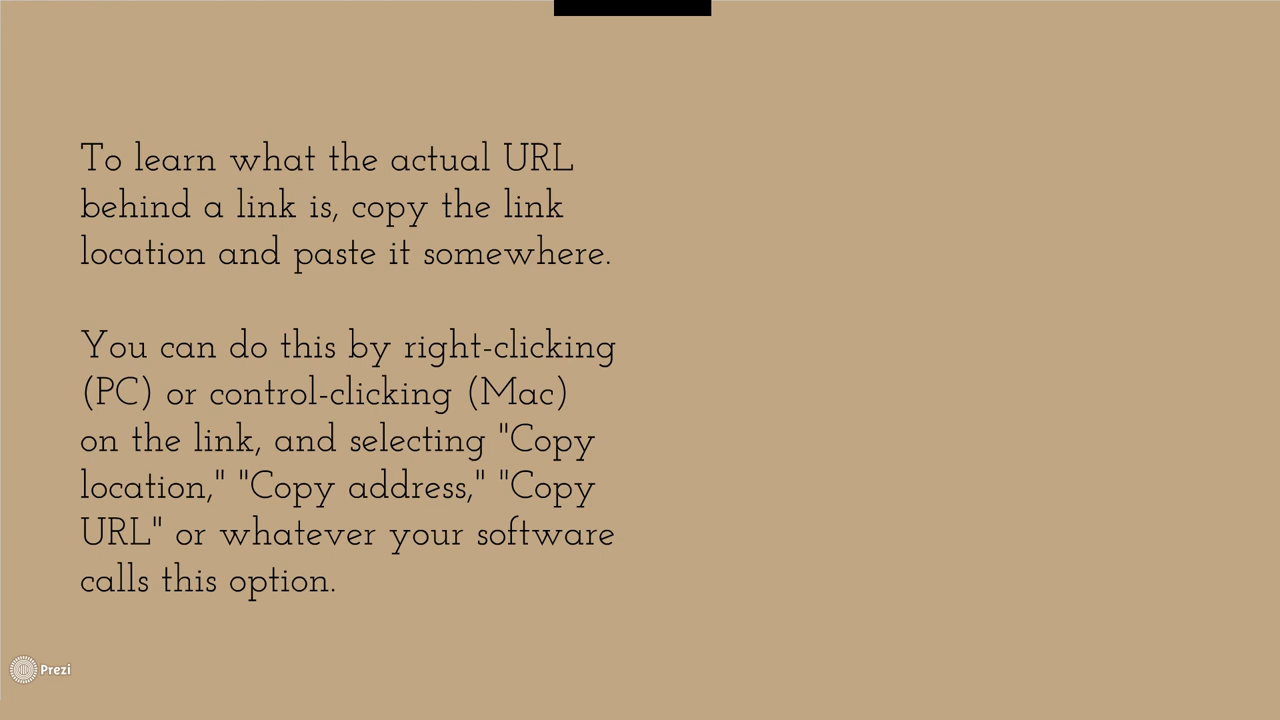 To learn what the actual URL
behind a link is, copy the link
location and paste it somewhere.
You can do this by right-clicking
(PC) or control-clicking (Mac)
on the link, and selecting "Copy
location," "Copy address," "Copy
URL" or whatever your software
calls this option.
Prezi